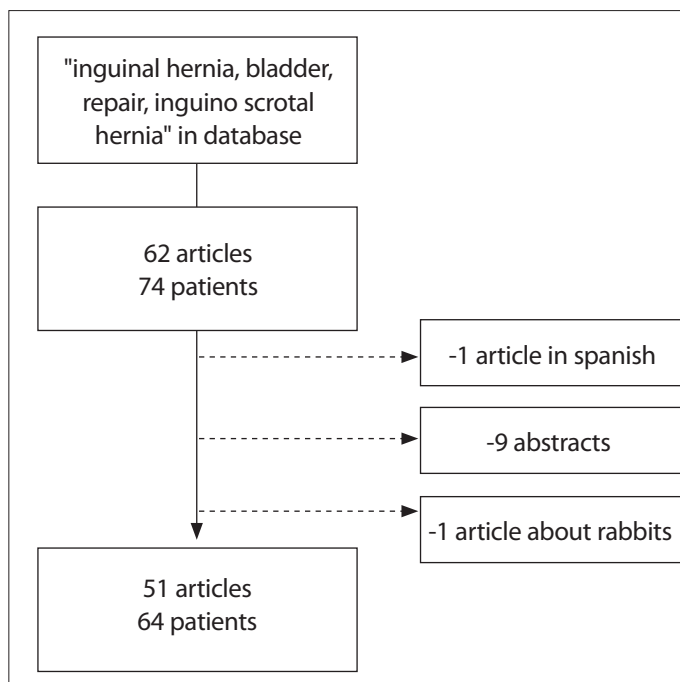 "inguinal hernia, bladder,
repair, inguino scrotal
hernia" in database
62 articles
74 patients
-1 article in spanish
-9 abstracts
-1 article about rabbits
51 articles
64 patients